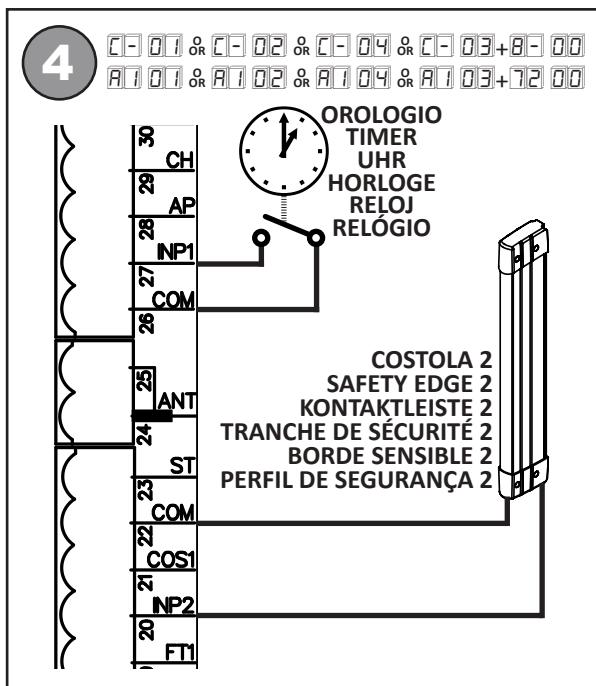 4
C- 01 O OR C- 02 O OR C- 04 O OR C- 03+8- 00
A1 01 O OR A1 02 O OR A1 04 O OR A1 03+72 00
OROLOGIO
TIMER
UHR
HORLOGE
RELOJ
RELÓGIO
30
CH
29
AP
28
INP1
27
COM
26
25
ANT
24
ST
23
COM
22
COS1
21
INP2
20
FT1
COSTOLA 2
SAFETY EDGE 2
KONTAKTLEISTE 2
TRANCHE DE SÉCURITÉ 2
BORDE SENSIBLE 2
PERFIL DE SEGURANÇA 2